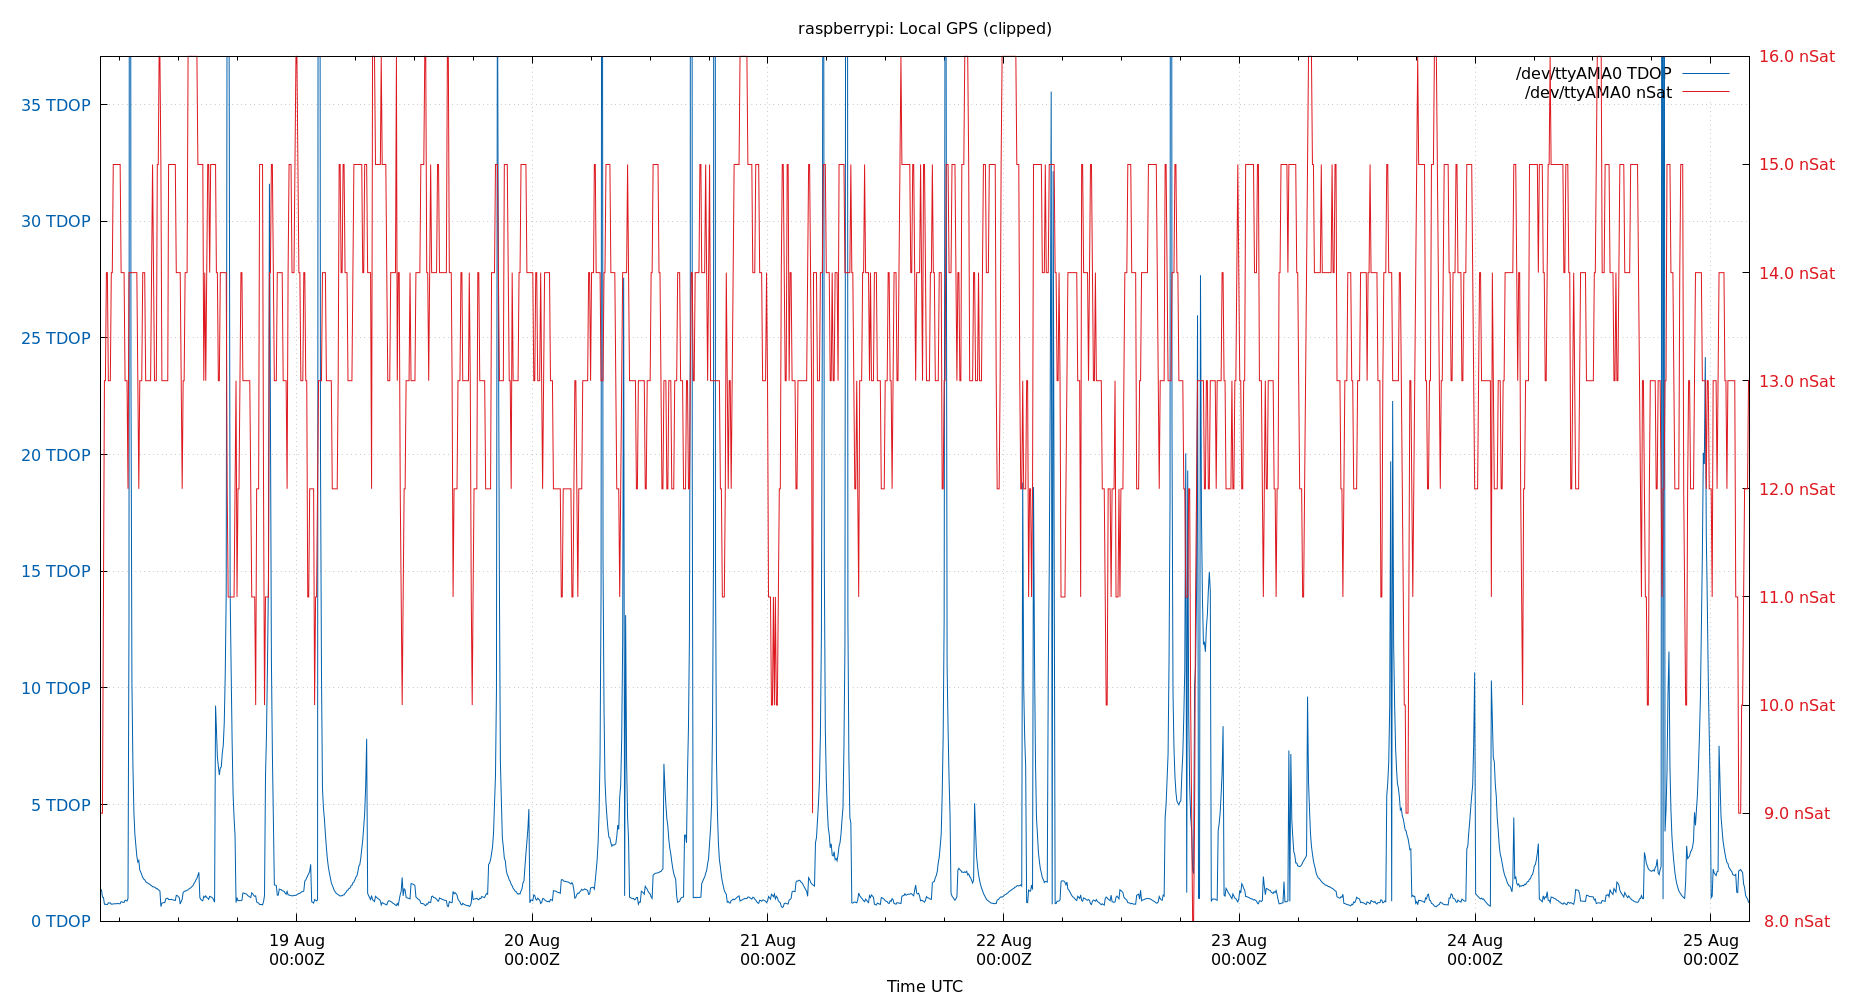 raspberrypi: Local GPS (clipped)
/dev/ttyAMA0 TDOP
/dev/ttyAMA0 nSat
35 TDOP
30 TDOP
25 TDOP
20 TDOP
15 TDOP
10 TDOP
5 TDOP
0 TDOP
16.0 nSat
15.0 nSat
14.0 nSat
13.0 nSat
12.0 nSat
11.0 nSat
10.0 nSat
9.0 nSat
8.0 nSat
19 Aug
00:00Z
20 Aug
00:00Z
21 Aug
00:00Z
22 Aug
00:00Z
23 Aug
00:00Z
24 Aug
00:00Z
25 Aug
00:00Z
Time UTC